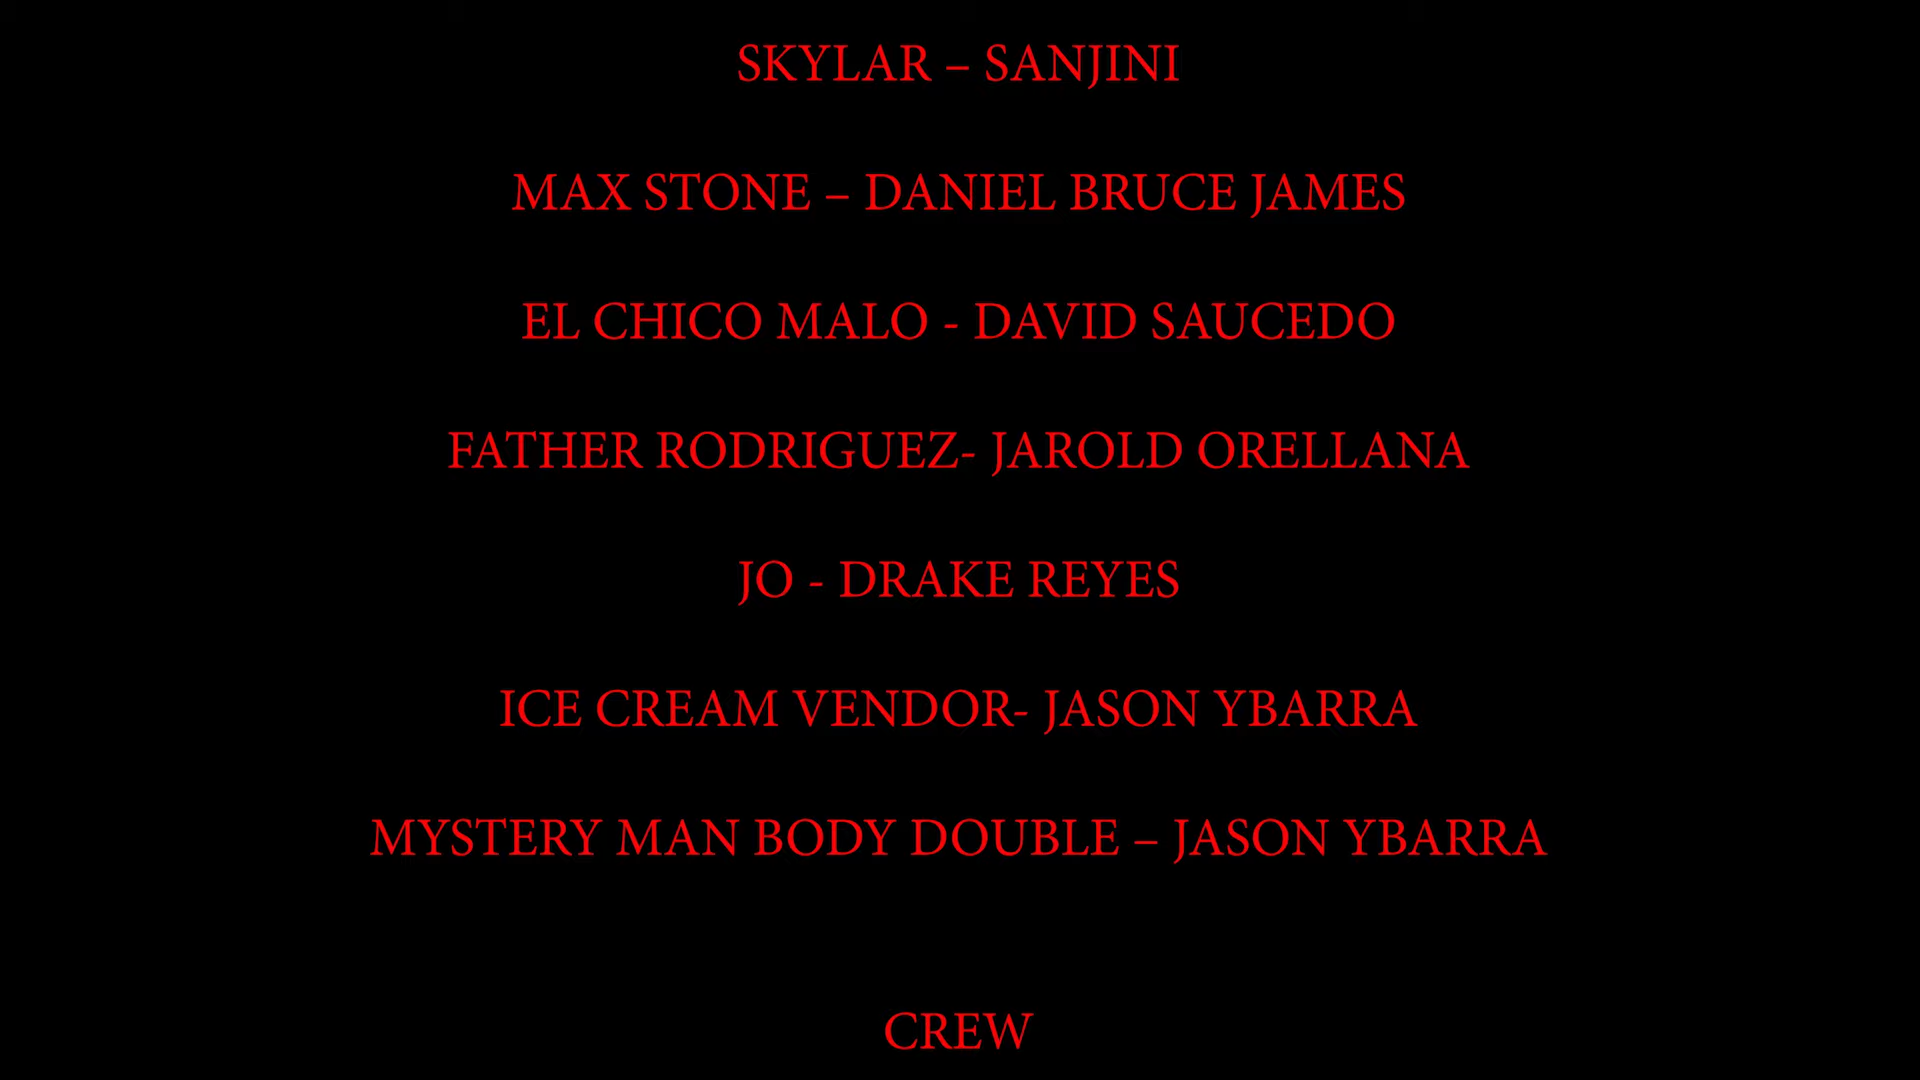 SKYLAR – SANJINI
MAX STONE – DANIEL BRUCE JAMES
EL CHICO MALO - DAVID SAUCEDO
FATHER RODRIGUEZ- JAROLD ORELLANA
JO - DRAKE REYES
ICE CREAM VENDOR- JASON YBARRA
MYSTERY MAN BODY DOUBLE – JASON YBARRA
CREW